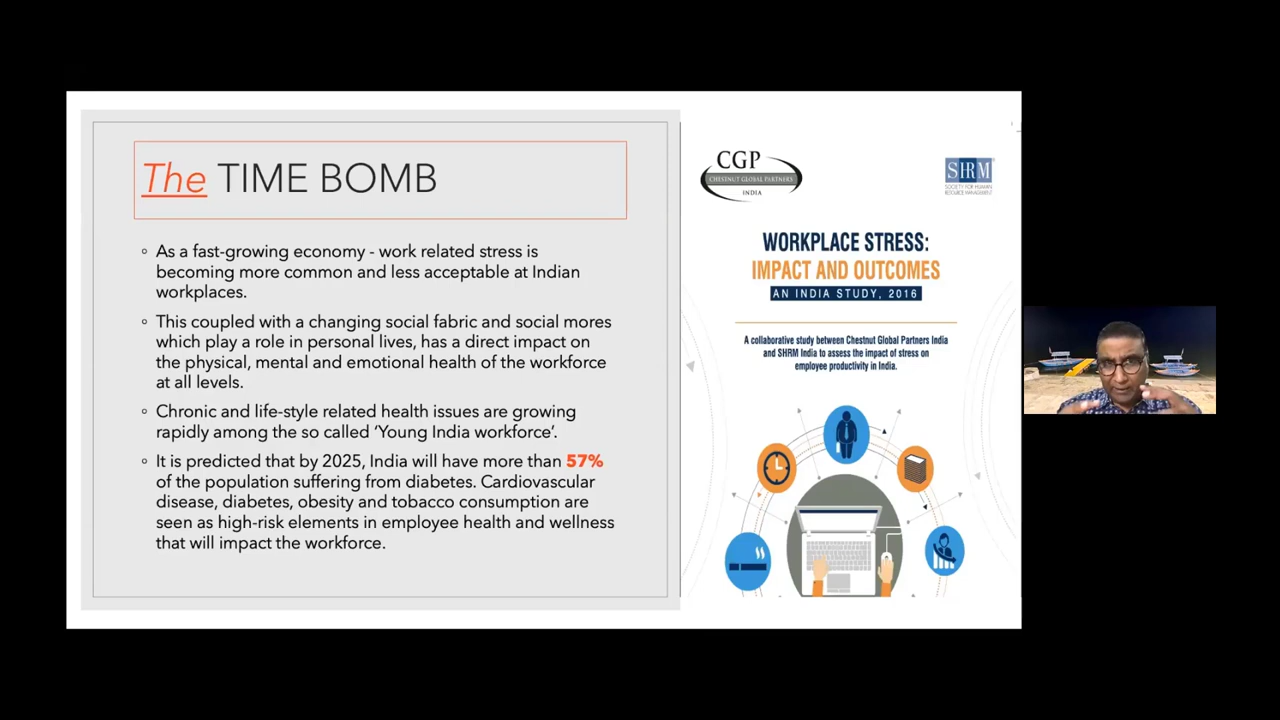 The TIME BOMB
◦ As a fast-growing economy - work related stress is
becoming more common and less acceptable at Indian
workplaces.
◦ This coupled with a changing social fabric and social mores
which play a role in personal lives, has a direct impact on
the physical, mental and emotional health of the workforce
at all levels.
◦ Chronic and life-style related health issues are growing
rapidly among the so called ‘Young India workforce’.
◦ It is predicted that by 2025, India will have more than 57%
of the population suffering from diabetes. Cardiovascular
disease, diabetes, obesity and tobacco consumption are
seen as high-risk elements in employee health and wellness
that will impact the workforce.
CGP
CHESTNUT GLOBAL PARTNERS
INDIA
SHRM
SOCIETY FOR HUMAN
RESOURCE MANAGEMENT
WORKPLACE STRESS:
IMPACT AND OUTCOMES
AN INDIA STUDY, 2016
A collaborative study between Chestnut Global Partners India
and SHRM India to assess the impact of stress on
employee productivity in India.